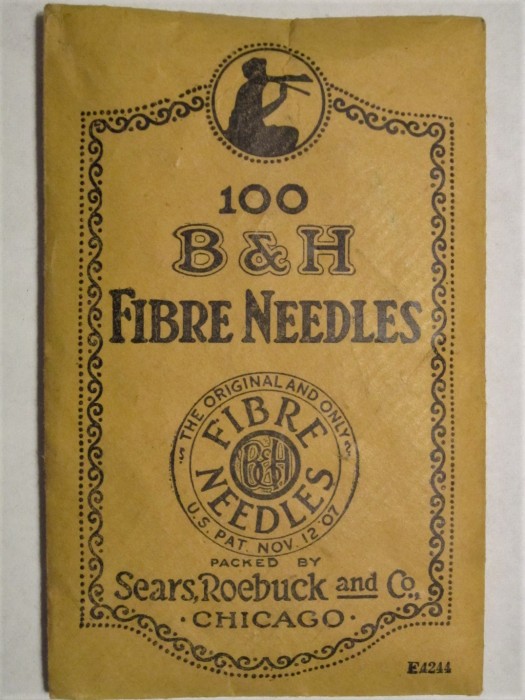 100
B & H
FIBRE NEEDLES
THE ORIGINAL AND ONLY
FIBRE
B&H
NEEDLES
U.S. PAT. NOV. 12 '07
PACKED BY
Sears, Roebuck and Co.,
·CHICAGO·
E4244